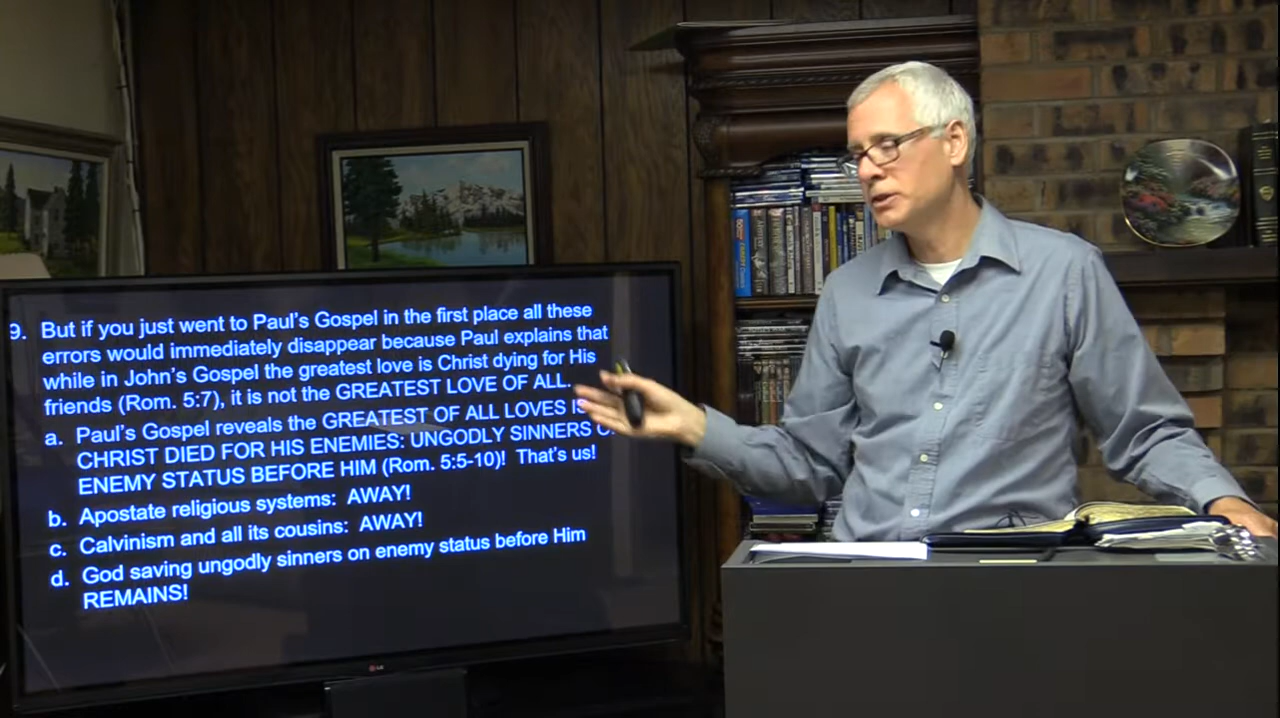 9. But if you just went to Paul's Gospel in the first place all these
errors would immediately disappear because Paul explains that
while in John's Gospel the greatest love is Christ dying for His
friends (Rom. 5:7), it is not the GREATEST LOVE OF ALL.
a. Paul's Gospel reveals the GREATEST OF ALL LOVES IS
CHRIST DIED FOR HIS ENEMIES: UNGODLY SINNERS
ENEMY STATUS BEFORE HIM (Rom. 5:5-10)! That's us!
b. Apostate religious systems: AWAY!
c. Calvinism and all its cousins: AWAY!
d. God saving ungodly sinners on enemy status before Him
REMAINS!
LG